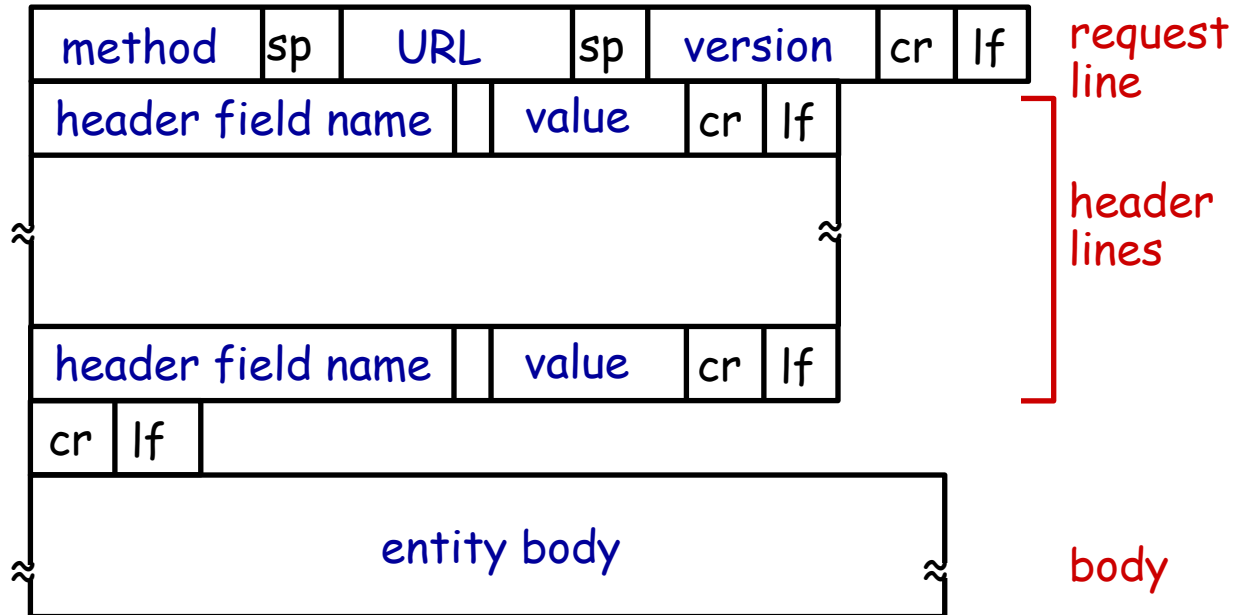 method sp URL sp version cr lf request line
header field name value cr lf
header lines
header field name value cr lf
cr lf
entity body
body